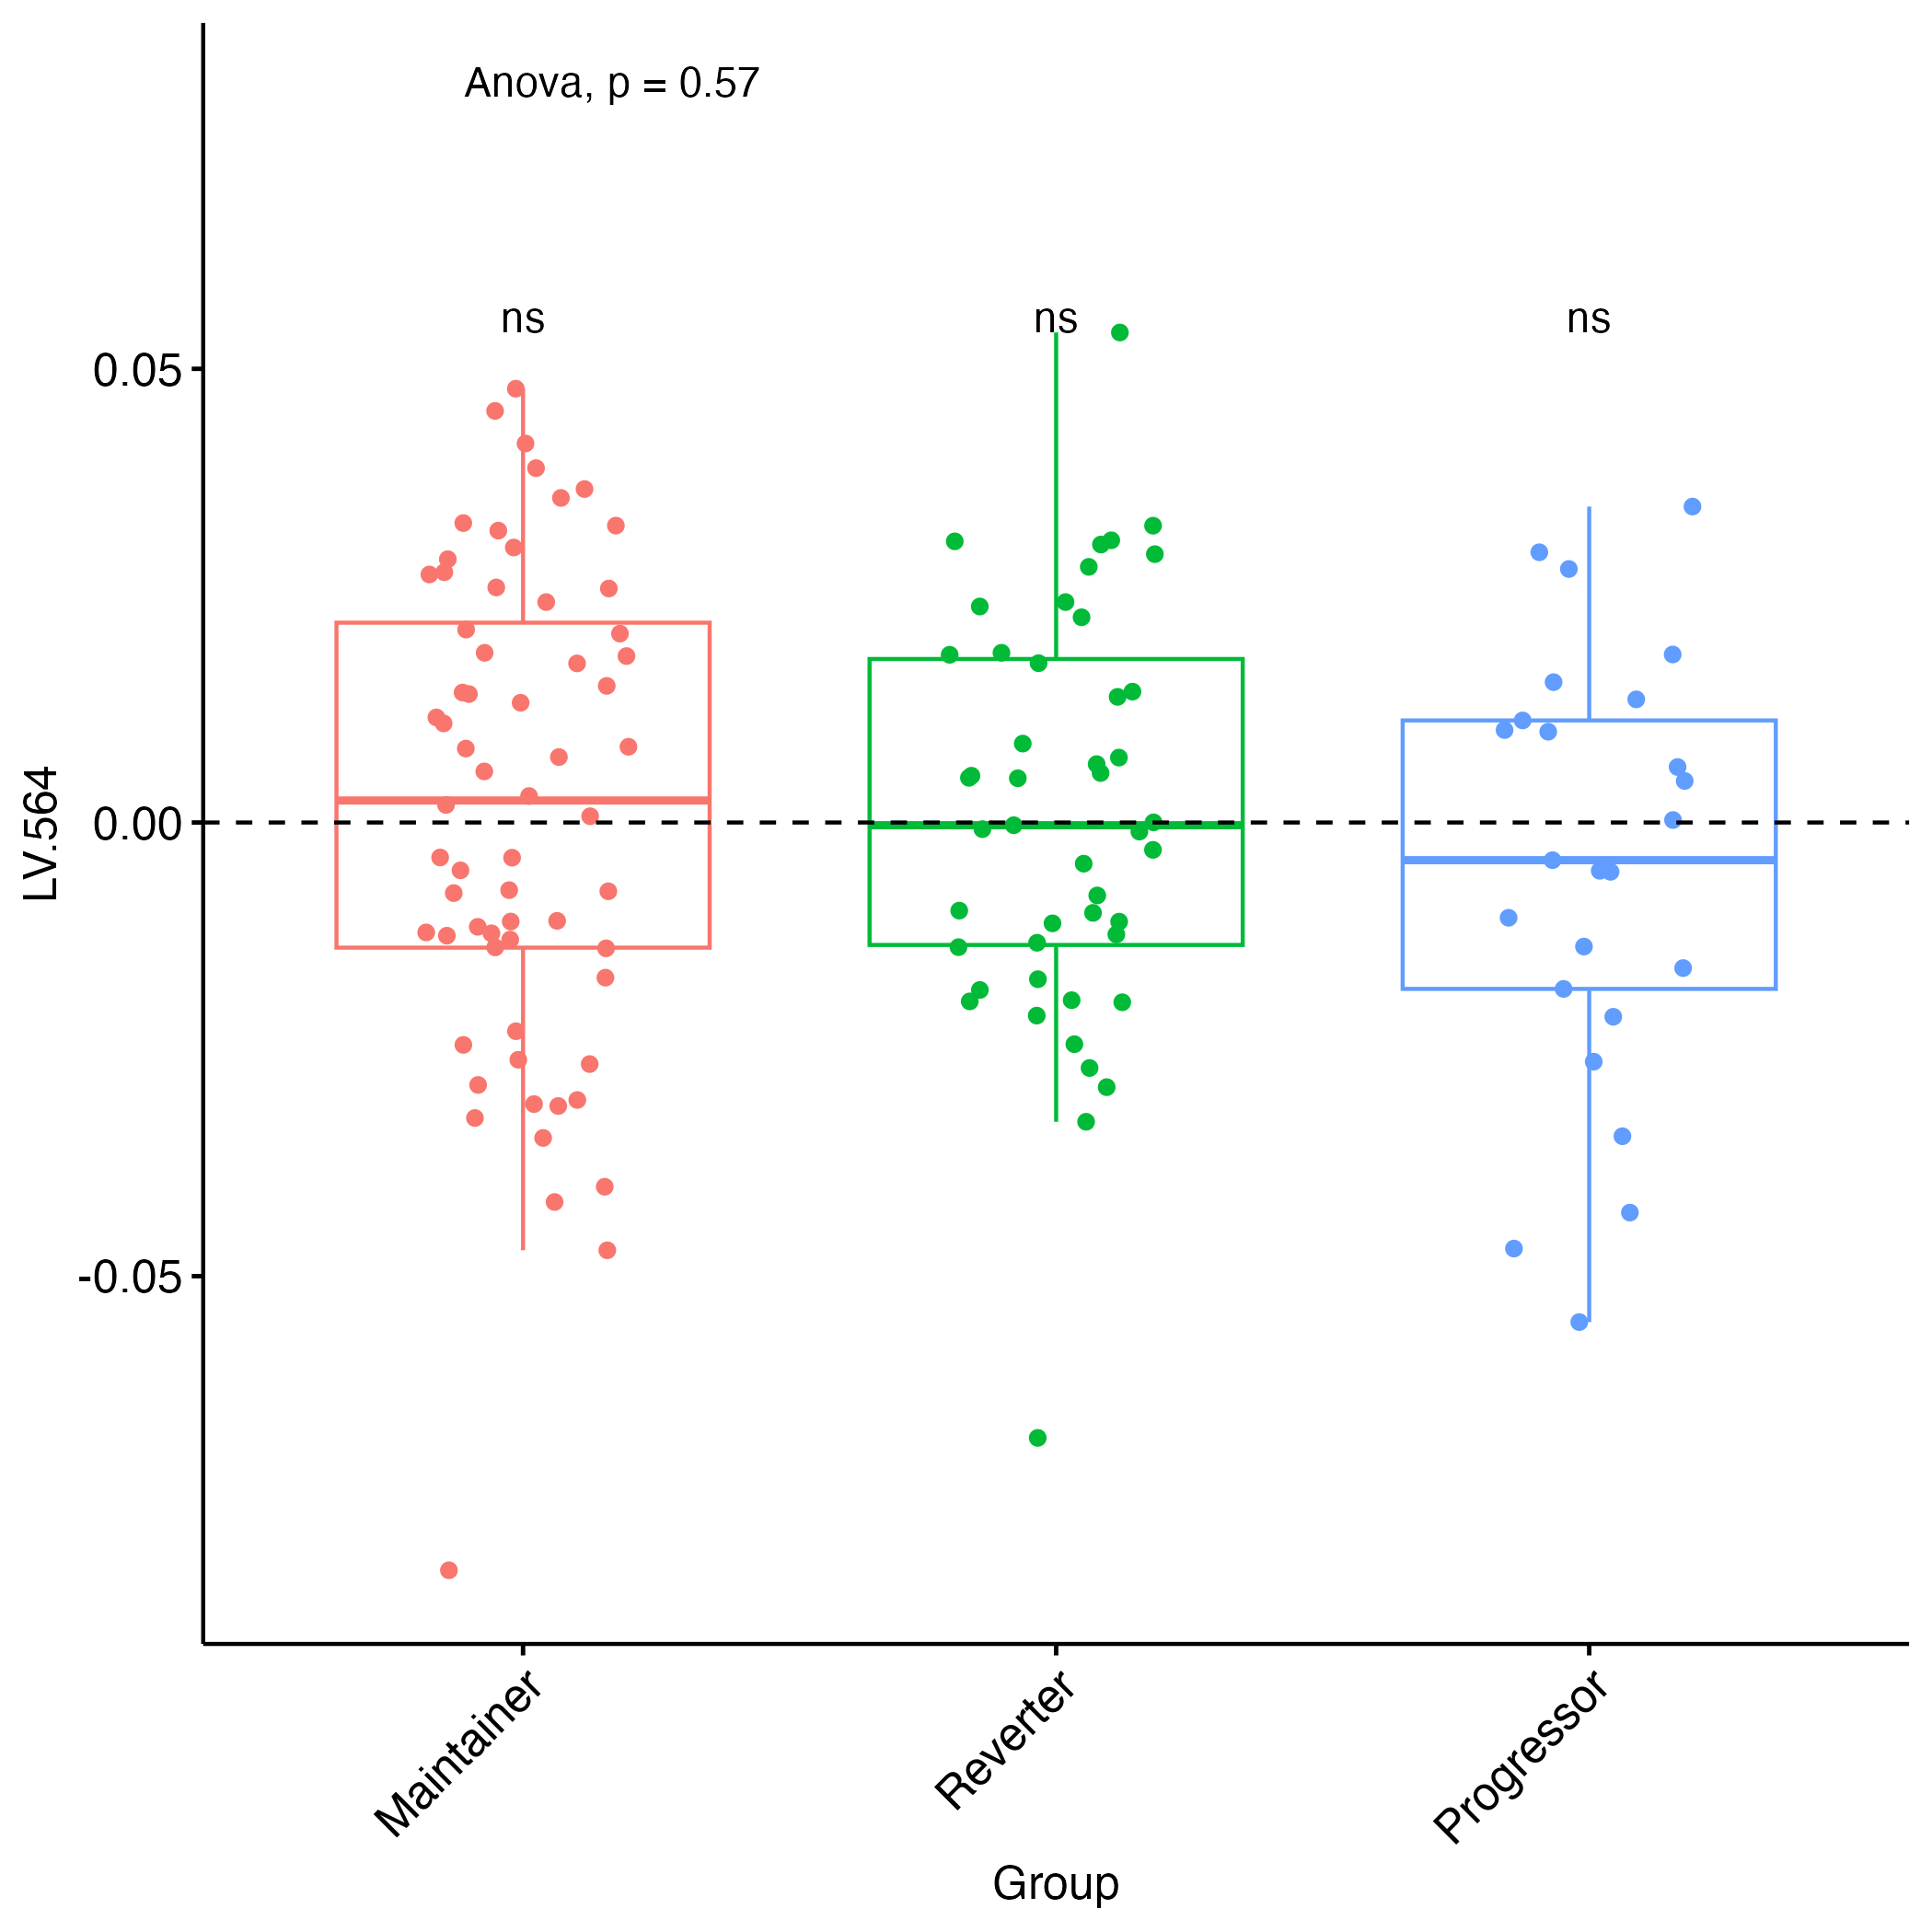 Anova, p = 0.57
ns
ns
ns
0.05
0.00
-0.05
LV.564
Maintainer
Reverter
Progressor
Group